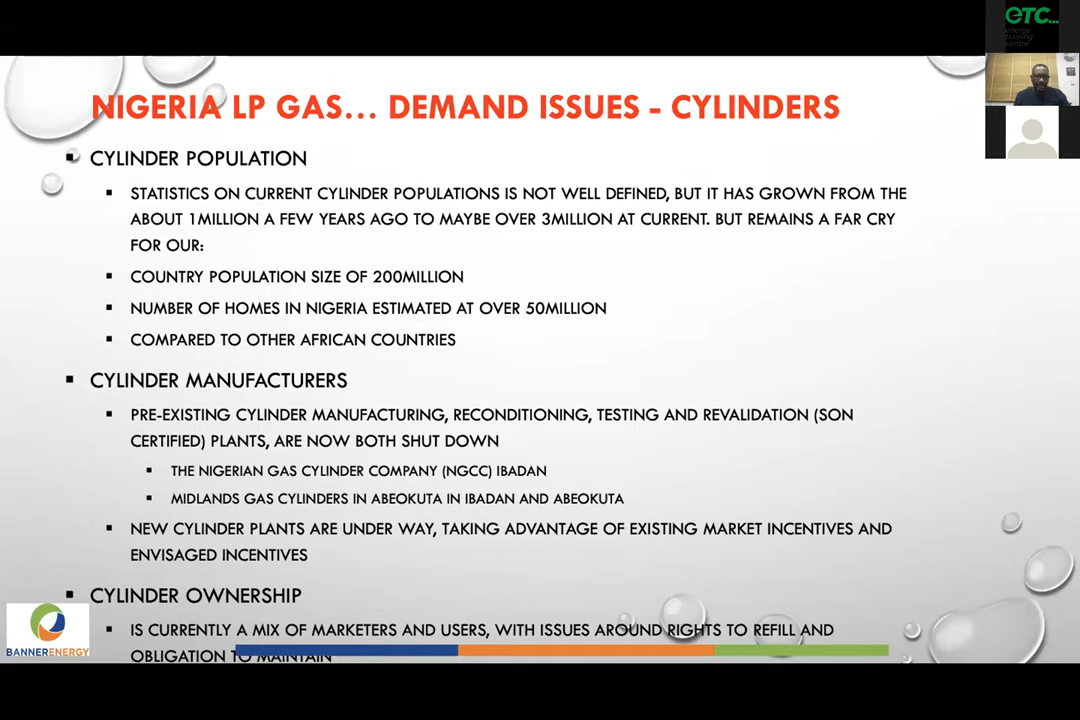 eTC...
energy
training
centre
NIGERIA LP GAS... DEMAND ISSUES - CYLINDERS
▪ CYLINDER POPULATION
▪ STATISTICS ON CURRENT CYLINDER POPULATIONS IS NOT WELL DEFINED, BUT IT HAS GROWN FROM THE
ABOUT 1MILLION A FEW YEARS AGO TO MAYBE OVER 3MILLION AT CURRENT. BUT REMAINS A FAR CRY
FOR OUR:
▪ COUNTRY POPULATION SIZE OF 200MILLION
▪ NUMBER OF HOMES IN NIGERIA ESTIMATED AT OVER 50MILLION
▪ COMPARED TO OTHER AFRICAN COUNTRIES
▪ CYLINDER MANUFACTURERS
▪ PRE-EXISTING CYLINDER MANUFACTURING, RECONDITIONING, TESTING AND REVALIDATION (SON
CERTIFIED) PLANTS, ARE NOW BOTH SHUT DOWN
▪ THE NIGERIAN GAS CYLINDER COMPANY (NGCC) IBADAN
▪ MIDLANDS GAS CYLINDERS IN ABEOKUTA IN IBADAN AND ABEOKUTA
▪ NEW CYLINDER PLANTS ARE UNDER WAY, TAKING ADVANTAGE OF EXISTING MARKET INCENTIVES AND
ENVISAGED INCENTIVES
▪ CYLINDER OWNERSHIP
▪ IS CURRENTLY A MIX OF MARKETERS AND USERS, WITH ISSUES AROUND RIGHTS TO REFILL AND
OBLIGATION TO MAINTAIN
BANNERENERGY